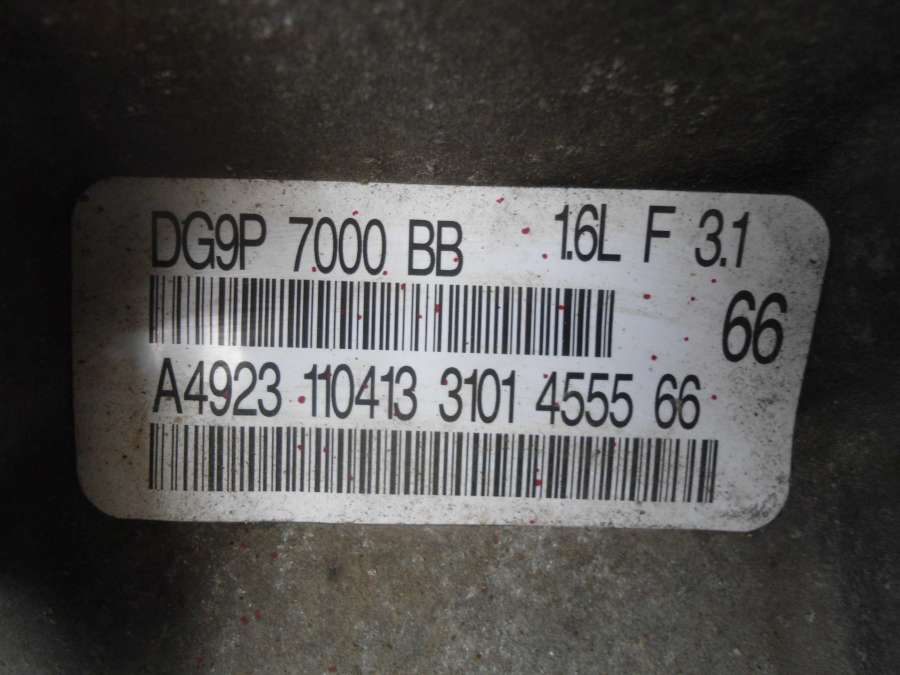 DG9P 7000 BB 1.6L F 3.1
66
A4923 110413 3101 4555 66